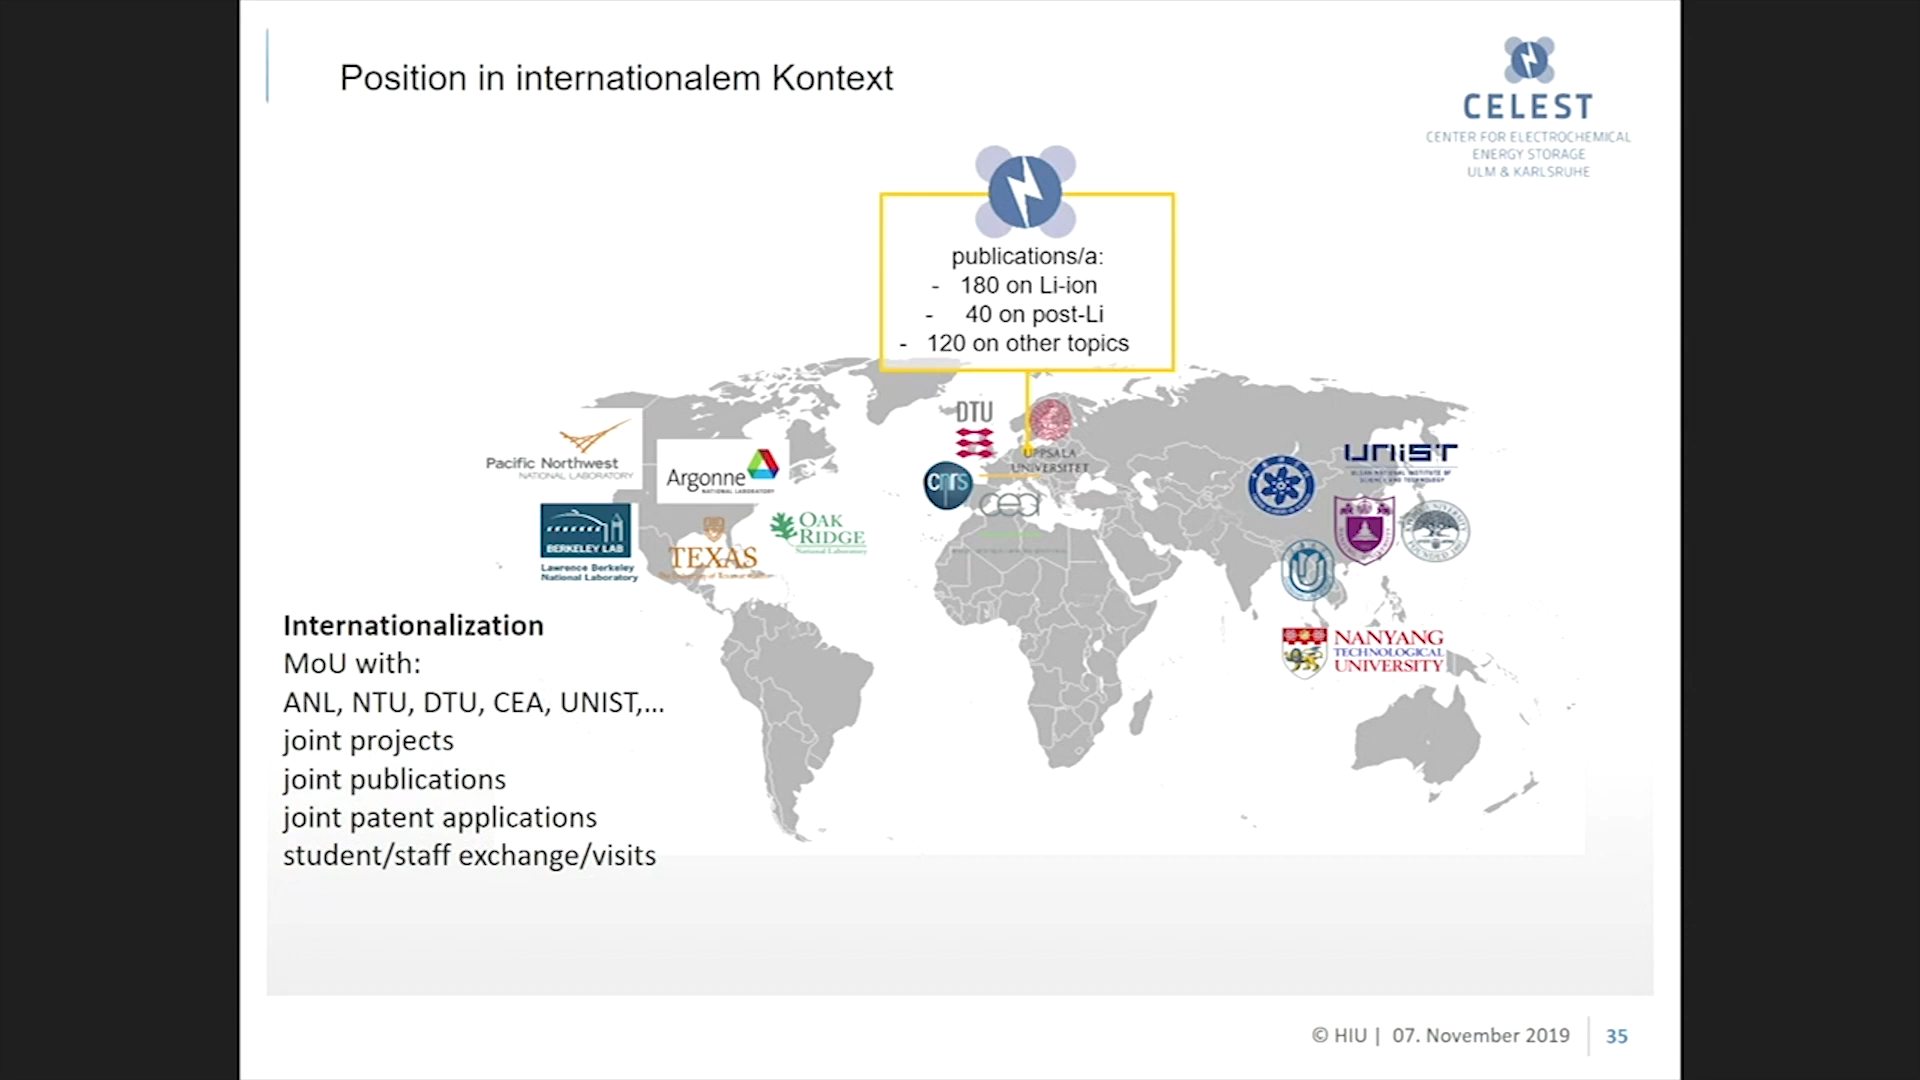 Position in internationalem Kontext
CELEST
CENTER FOR ELECTROCHEMICAL
ENERGY STORAGE
ULM & KARLSRUHE
publications/a:
- 180 on Li-ion
- 40 on post-Li
- 120 on other topics
Pacific Northwest
NATIONAL LABORATORY
Argonne
NATIONAL LABORATORY
BERKELEY LAB
Lawrence Berkeley
National Laboratory
TEXAS
OAK
RIDGE
National Laboratory
DTU
UPPSALA
UNIVERSITET
cnrs
cea
UNIST
ULSAN NATIONAL INSTITUTE OF
SCIENCE AND TECHNOLOGY
NANYANG
TECHNOLOGICAL
UNIVERSITY
Internationalization
MoU with:
ANL, NTU, DTU, CEA, UNIST,...
joint projects
joint publications
joint patent applications
student/staff exchange/visits
© HIU | 07. November 2019
35